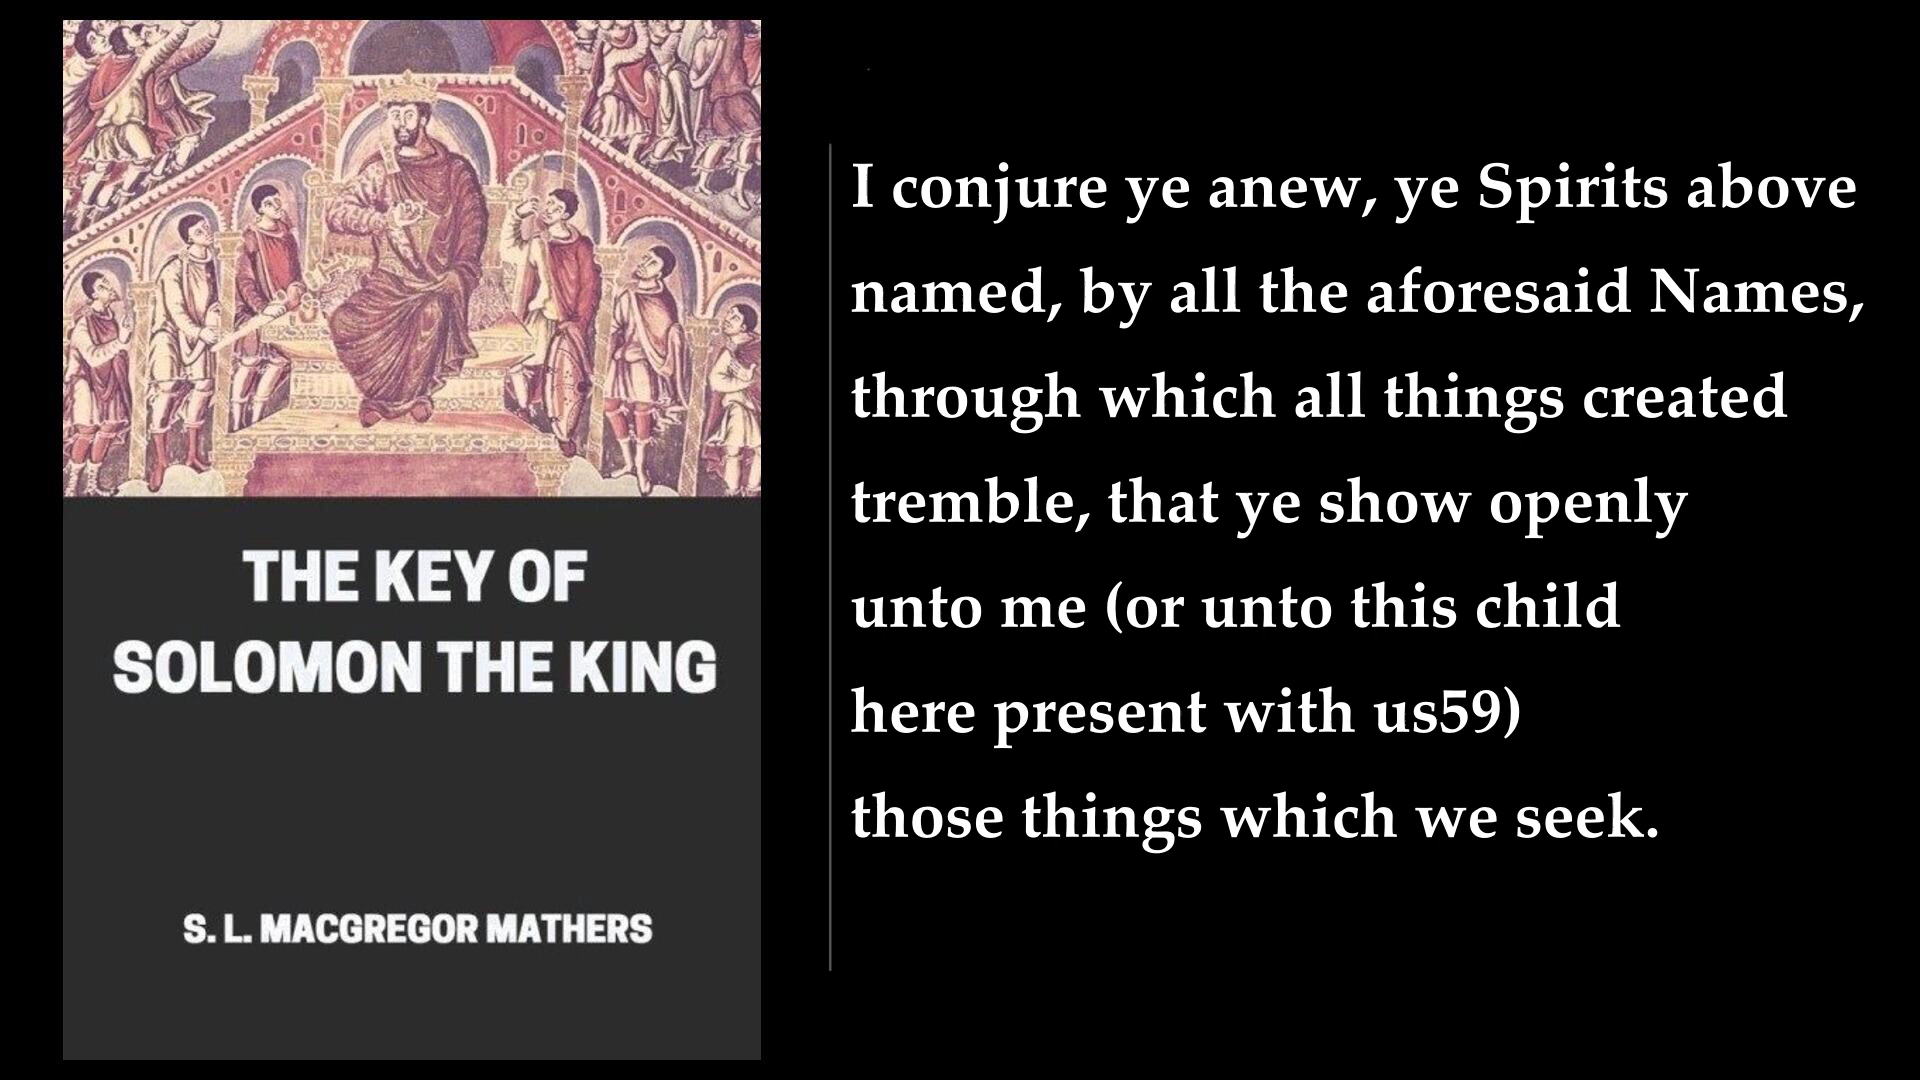 THE KEY OF
SOLOMON THE KING
S. L. MACGREGOR MATHERS
I conjure ye anew, ye Spirits above
named, by all the aforesaid Names,
through which all things created
tremble, that ye show openly
unto me (or unto this child
here present with us59)
those things which we seek.